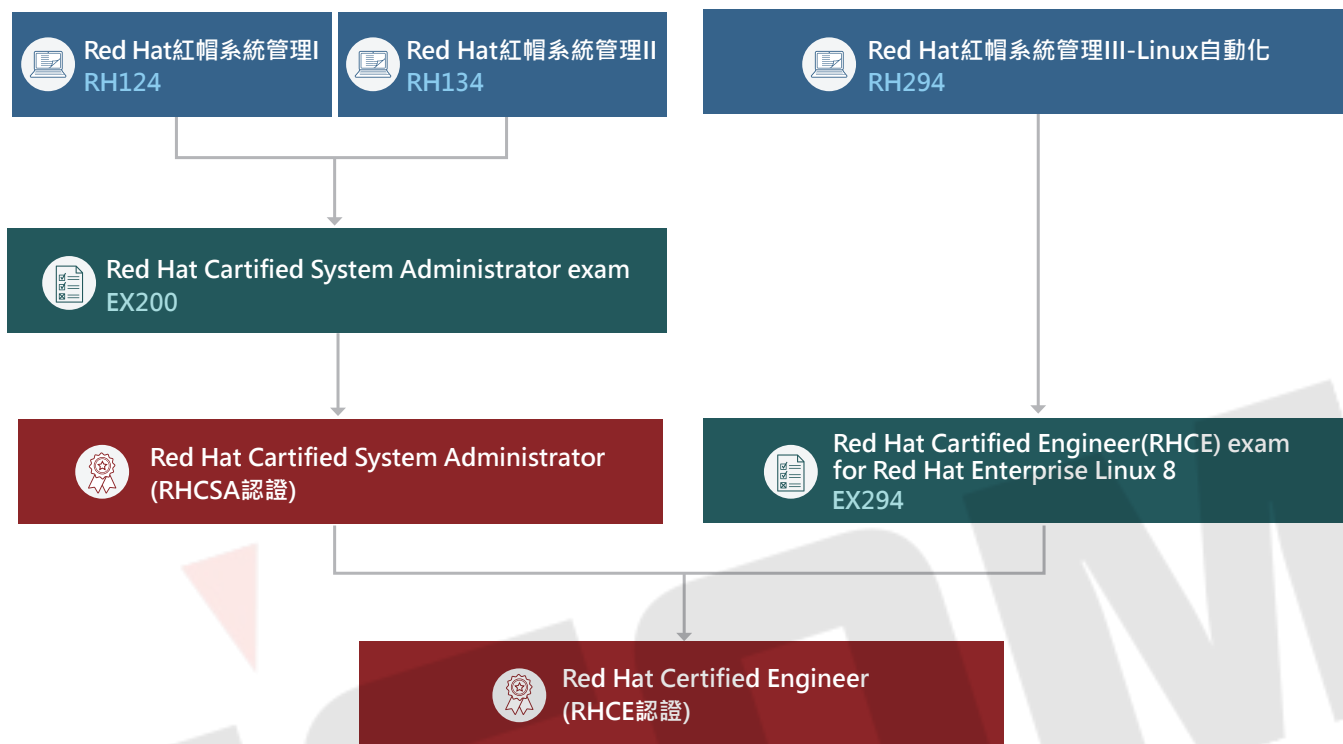 Red Hat紅帽系統管理I
RH124
Red Hat紅帽系統管理II
RH134
Red Hat紅帽系統管理III-Linux自動化
RH294
Red Hat Cartified System Administrator exam
EX200
Red Hat Cartified System Administrator
(RHCSA認證)
Red Hat Cartified Engineer(RHCE) exam
for Red Hat Enterprise Linux 8
EX294
Red Hat Certified Engineer
(RHCE認證)